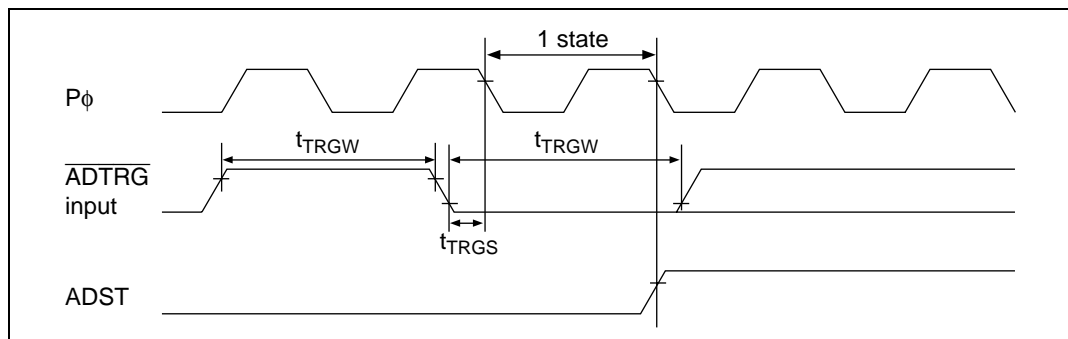 1 state
Pϕ
tTRGW
tTRGW
ADTRG
input
tTRGS
ADST